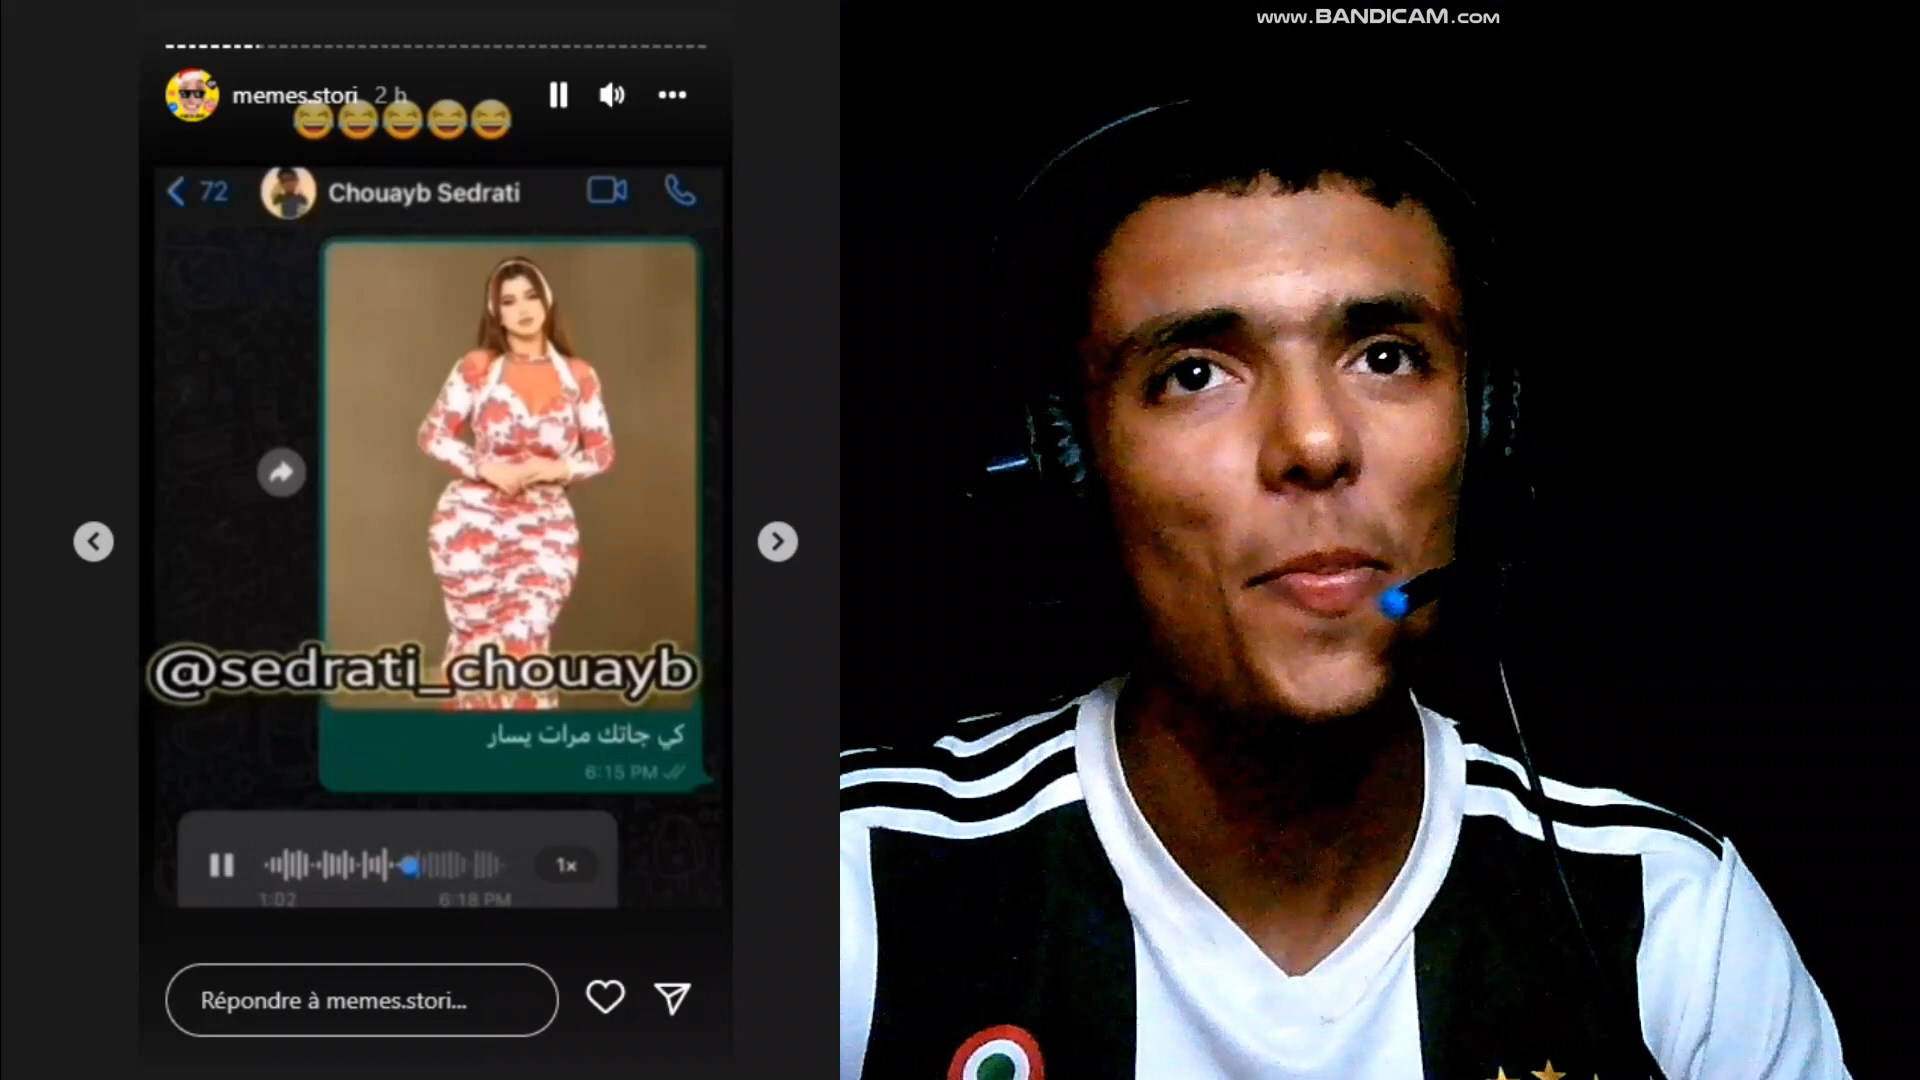 www.BANDICAM.com
memes.stori 2 h
72 Chouayb Sedrati
@sedrati_chouayb
كي جاتك مرات يسار
6:15 PM
1x
1:02 6:18 PM
Répondre à memes.stori...